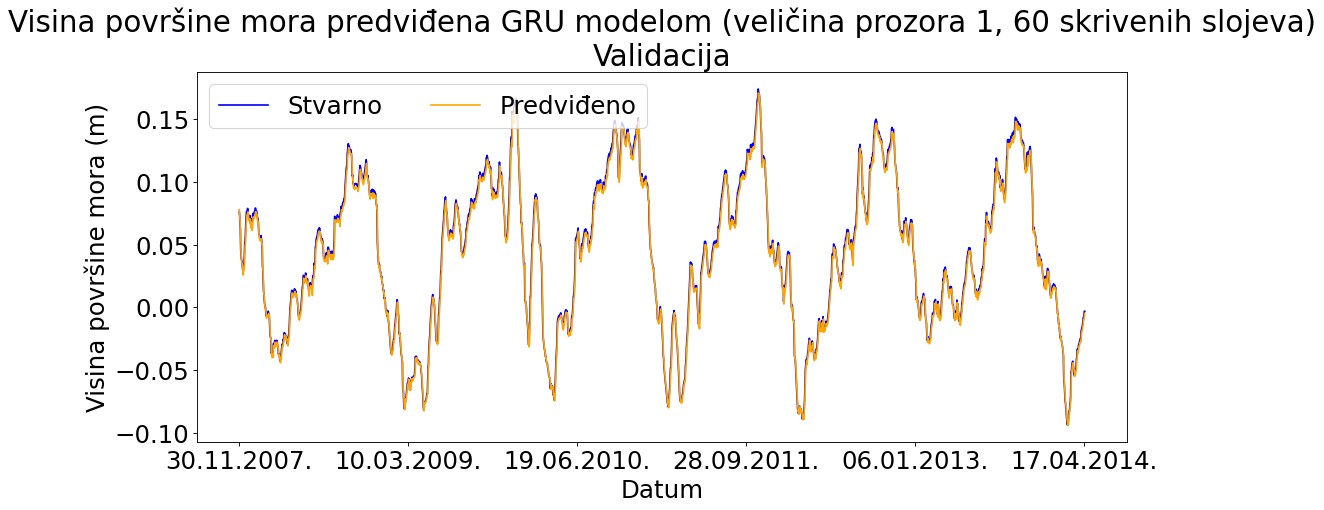 Visina površine mora predviđena GRU modelom (veličina prozora 1, 60 skrivenih slojeva)
Validacija
Stvarno Predviđeno
Visina površine mora (m)
0.15
0.10
0.05
0.00
−0.05
−0.10
30.11.2007. 10.03.2009. 19.06.2010. 28.09.2011. 06.01.2013. 17.04.2014.
Datum